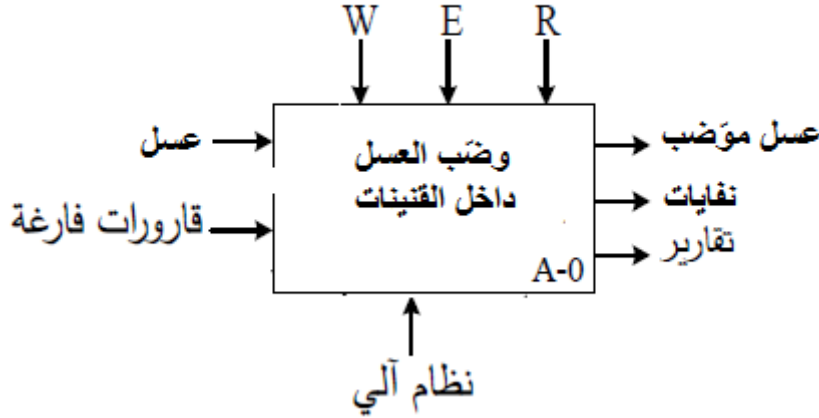 W E R
عسل
قارورات فارغة
وضّب العسل
داخل القنينات
A-0
عسل موّضب
نفايات
تقارير
نظام آلي